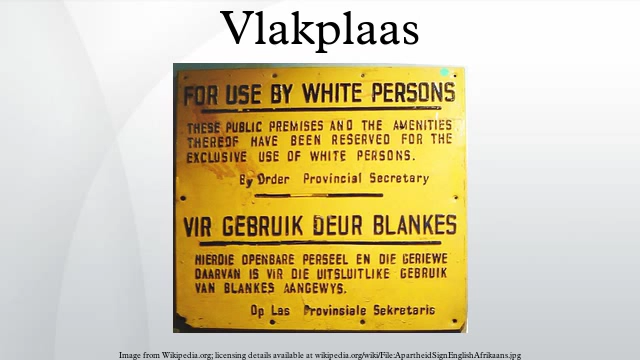 Vlakplaas
FOR USE BY WHITE PERSONS
THESE PUBLIC PREMISES AND THE AMENITIES
THEREOF HAVE BEEN RESERVED FOR THE
EXCLUSIVE USE OF WHITE PERSONS.
By Order Provincial Secretary
VIR GEBRUIK DEUR BLANKES
HIERDIE OPENBARE PERSEEL EN DIE GERIEWE
DAARVAN IS VIR DIE UITSLUITLIKE GEBRUIK
VAN BLANKES AANGEWYS.
Op Las Provinsiale Sekretaris
Image from Wikipedia.org; licensing details available at wikipedia.org/wiki/File:ApartheidSignEnglishAfrikaans.jpg